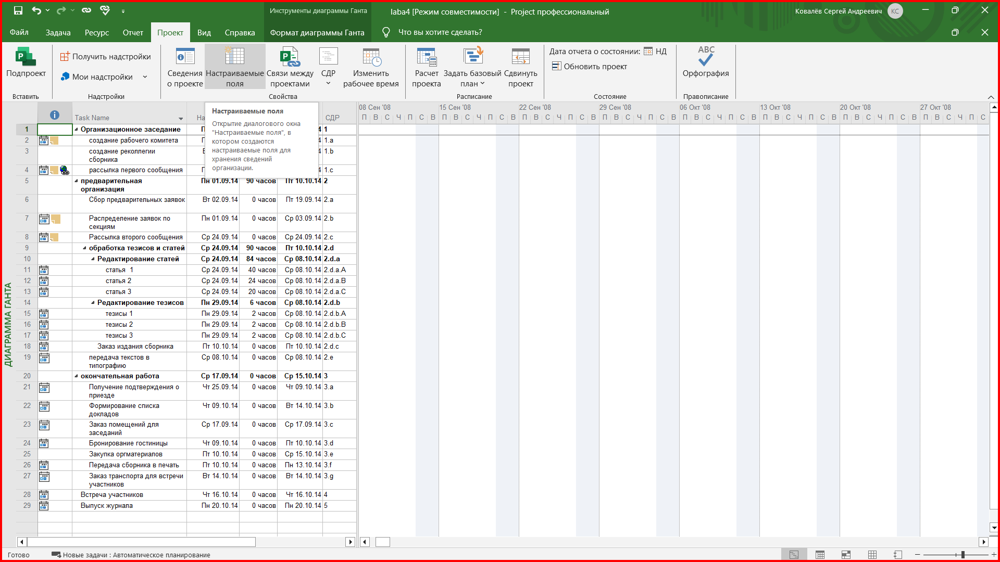 Инструменты диаграммы Ганта
laba4 [Режим совместимости] - Project профессиональный
Ковалёв Сергей Андреевич
КС
Файл Задача Ресурс Отчет Проект Вид Справка Формат диаграммы Ганта Что вы хотите сделать?
Подпроект
Вставить
Получить надстройки
Мои надстройки
Надстройки
Сведения о проекте
Настраиваемые поля
Связи между проектами
СДР
Изменить рабочее время
Свойства
Расчет проекта
Задать базовый план
Сдвинуть проект
Расписание
Дата отчета о состоянии: НД
Обновить проект
Состояние
ABC
Орфография
Правописание
Настраиваемые поля
Открытие диалогового окна
"Настраиваемые поля", в
котором создаются
настраиваемые поля для
хранения сведений
организации.
ДИАГРАММА ГАНТА
Task Name На СДР
08 Сен '08 15 Сен '08 22 Сен '08 29 Сен '08 06 Окт '08 13 Окт '08 20 Окт '08 27 Окт '08
П В С Ч П С В П В С Ч П С В П В С Ч П С В П В С Ч П С В П В С Ч П С В П В С Ч П С В П В С Ч П С В П В С Ч П С
1 Организационное заседание П 4 1
2 создание рабочего комитета 4 1.a
3 создание реколлегии
сборника 4 1.b
4 рассылка первого сообщения 4 1.c
5 предварительная
организация Пн 01.09.14 90 часов Пт 10.10.14 2
6 Сбор предварительных заявок Вт 02.09.14 0 часов Пт 19.09.14 2.a
7 Распределение заявок по
секциям Пн 01.09.14 0 часов Ср 03.09.14 2.b
8 Рассылка второго сообщения Ср 24.09.14 0 часов Ср 24.09.14 2.c
9 обработка тезисов и статей Ср 24.09.14 90 часов Пт 10.10.14 2.d
10 Редактирование статей Ср 24.09.14 84 часов Ср 08.10.14 2.d.a
11 статья 1 Ср 24.09.14 40 часов Ср 08.10.14 2.d.a.A
12 статья 2 Ср 24.09.14 24 часов Ср 08.10.14 2.d.a.B
13 статья 3 Ср 24.09.14 20 часов Ср 08.10.14 2.d.a.C
14 Редактирование тезисов Пн 29.09.14 6 часов Ср 08.10.14 2.d.b
15 тезисы 1 Пн 29.09.14 2 часов Ср 08.10.14 2.d.b.A
16 тезисы 2 Пн 29.09.14 2 часов Ср 08.10.14 2.d.b.B
17 тезисы 3 Пн 29.09.14 2 часов Ср 08.10.14 2.d.b.C
18 Заказ издания сборника Пт 10.10.14 0 часов Пт 10.10.14 2.d.c
19 передача текстов в
типографию Ср 08.10.14 0 часов Ср 08.10.14 2.e
20 окончательная работа Ср 17.09.14 0 часов Ср 15.10.14 3
21 Получение подтверждения о
приезде Чт 25.09.14 0 часов Чт 09.10.14 3.a
22 Формирование списка
докладов Чт 09.10.14 0 часов Вт 14.10.14 3.b
23 Заказ помещений для
заседаний Ср 17.09.14 0 часов Ср 17.09.14 3.c
24 Бронирование гостиницы Чт 09.10.14 0 часов Пт 10.10.14 3.d
25 Закупка оргматериалов Пт 10.10.14 0 часов Ср 15.10.14 3.e
26 Передача сборника в печать Пт 10.10.14 0 часов Пн 13.10.14 3.f
27 Заказ транспорта для встречи
участников Вт 14.10.14 0 часов Вт 14.10.14 3.g
28 Встреча участников Чт 16.10.14 0 часов Чт 16.10.14 4
29 Выпуск журнала Пн 20.10.14 0 часов Пн 20.10.14 5
Готово Новые задачи : Автоматическое планирование